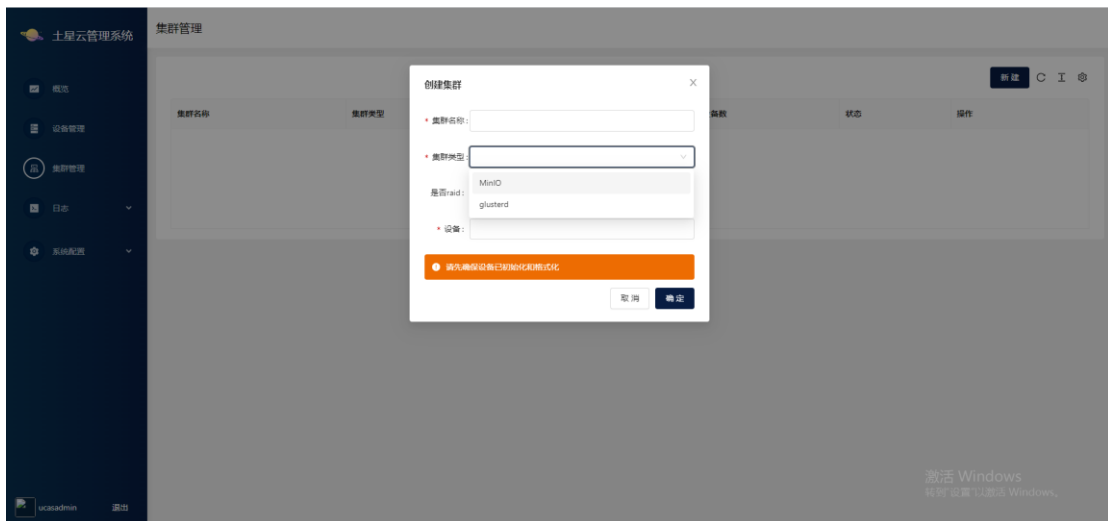 土星云管理系统
集群管理
概览
设备管理
集群管理
日志
系统配置
ucasadmin 退出
新建
集群名称 集群类型 备数 状态 操作
创建集群
* 集群名称:
* 集群类型:
MinIO
glusterd
是否raid:
* 设备:
请先确保设备已初始化和格式化
取消 确定
激活 Windows
转到"设置"以激活 Windows。